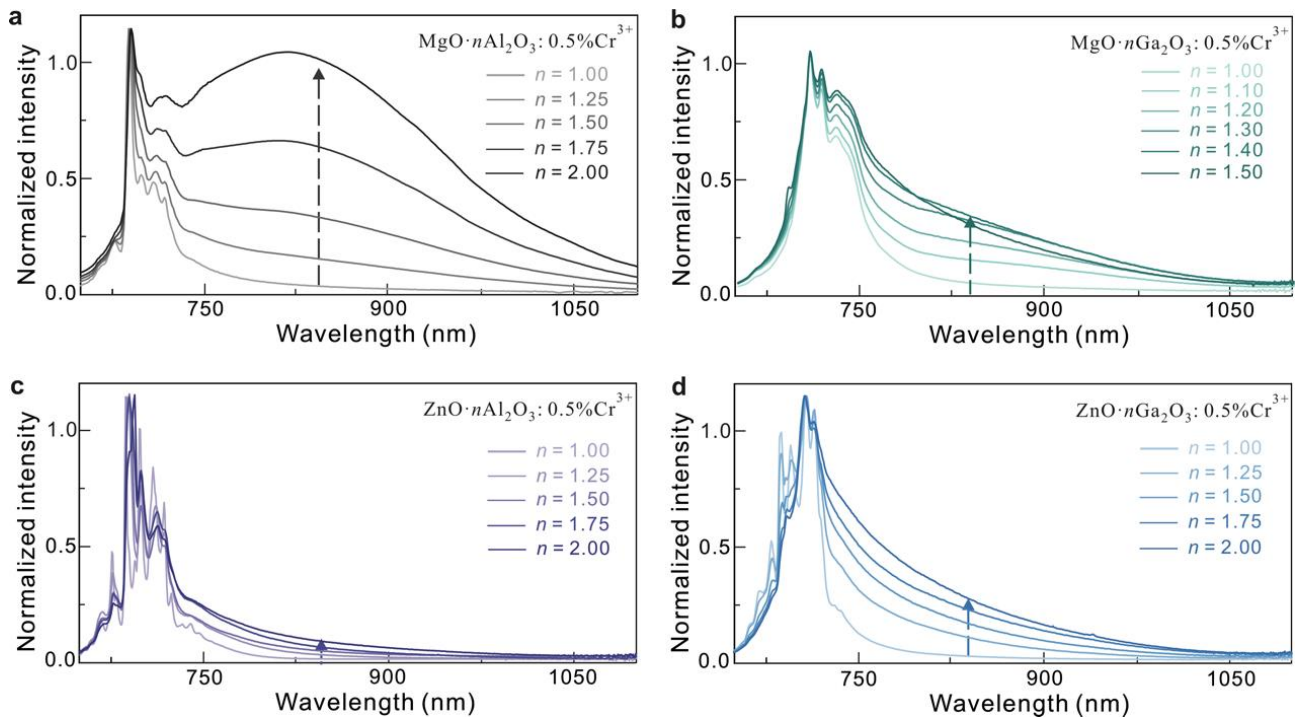 a
MgO·nAl₂O₃: 0.5%Cr³⁺
n = 1.00
n = 1.25
n = 1.50
n = 1.75
n = 2.00
Normalized intensity
1.0
0.5
0.0
750
900
1050
Wavelength (nm)
b
MgO·nGa₂O₃: 0.5%Cr³⁺
n = 1.00
n = 1.10
n = 1.20
n = 1.30
n = 1.40
n = 1.50
Normalized intensity
1.0
0.5
0.0
750
900
1050
Wavelength (nm)
c
ZnO·nAl₂O₃: 0.5%Cr³⁺
n = 1.00
n = 1.25
n = 1.50
n = 1.75
n = 2.00
Normalized intensity
1.0
0.5
0.0
750
900
1050
Wavelength (nm)
d
ZnO·nGa₂O₃: 0.5%Cr³⁺
n = 1.00
n = 1.25
n = 1.50
n = 1.75
n = 2.00
Normalized intensity
1.0
0.5
0.0
750
900
1050
Wavelength (nm)